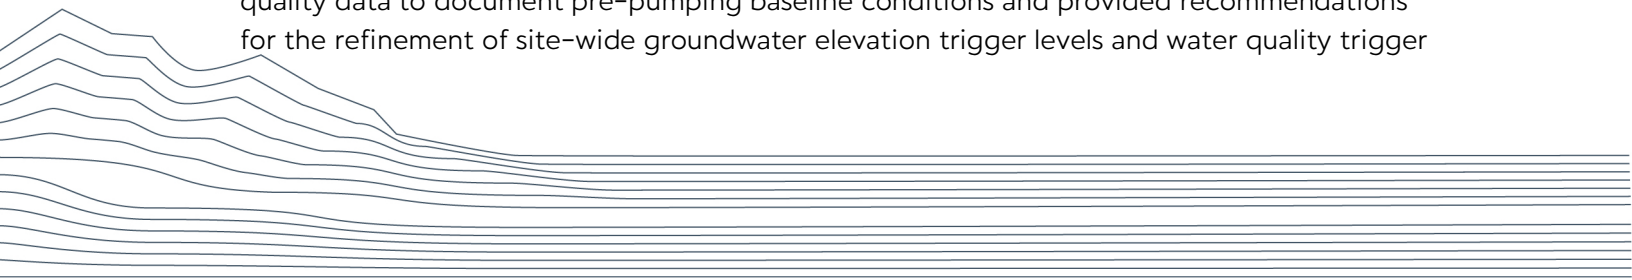 quality data to document pre-pumping baseline conditions and provided recommendations
for the refinement of site-wide groundwater elevation trigger levels and water quality trigger